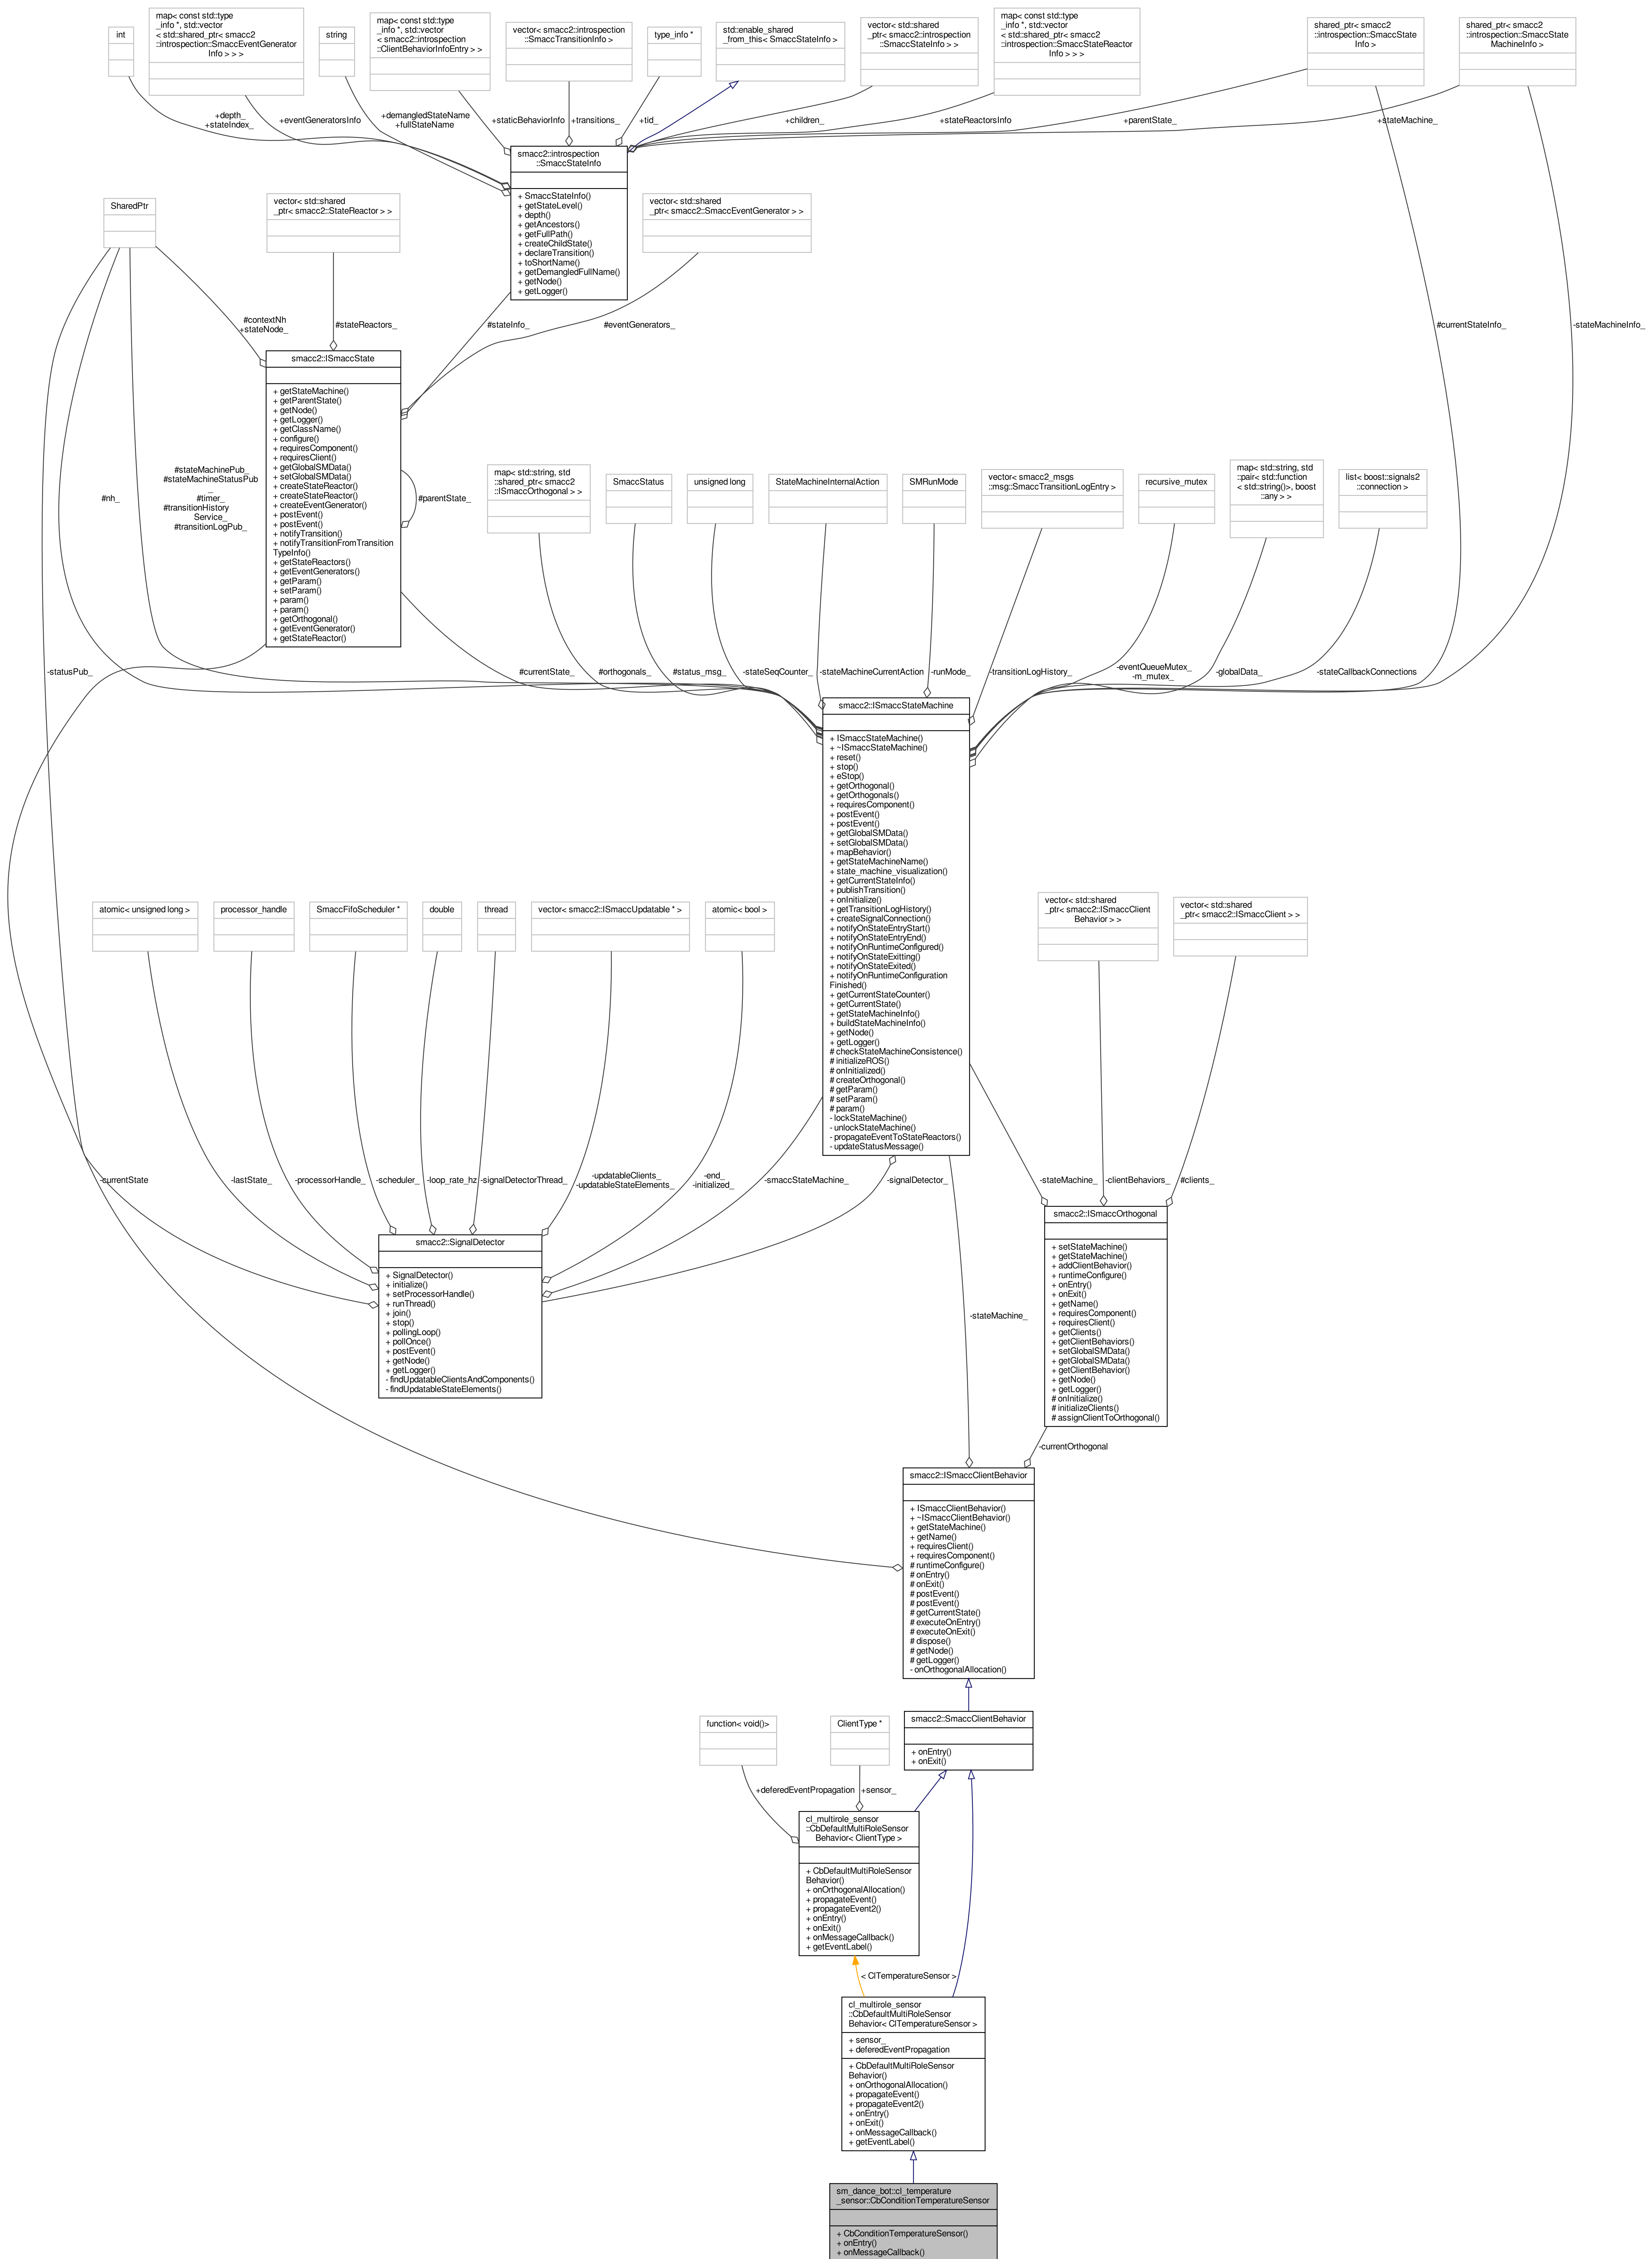 int
map< const std::type
_info *, std::vector
< std::shared_ptr< smacc2
::introspection::SmaccEventGenerator
Info > > >
string
map< const std::type
_info *, std::vector
< smacc2::introspection
::ClientBehaviorInfoEntry > >
vector< smacc2::introspection
::SmaccTransitionInfo >
type_info *
std::enable_shared
_from_this< SmaccStateInfo >
vector< std::shared
_ptr< smacc2::introspection
::SmaccStateInfo > >
map< const std::type
_info *, std::vector
< std::shared_ptr< smacc2
::introspection::SmaccStateReactor
Info > > >
shared_ptr< smacc2
::introspection::SmaccState
Info >
shared_ptr< smacc2
::introspection::SmaccState
MachineInfo >
+depth_
+stateIndex_
+eventGeneratorsInfo
+demangledStateName
+fullStateName
+staticBehaviorInfo
+transitions_
+tid_
+children_
+stateReactorsInfo
+parentState_
+stateMachine_
smacc2::introspection
::SmaccStateInfo
+ SmaccStateInfo()
+ getStateLevel()
+ depth()
+ getAncestors()
+ getFullPath()
+ createChildState()
+ declareTransition()
+ toShortName()
+ getDemangledFullName()
+ getNode()
+ getLogger()
SharedPtr
vector< std::shared
_ptr< smacc2::StateReactor > >
vector< std::shared
_ptr< smacc2::SmaccEventGenerator > >
#contextNh
+stateNode_
#stateReactors_
#stateInfo_
#eventGenerators_
#currentStateInfo_
-stateMachineInfo_
smacc2::ISmaccState
+ getStateMachine()
+ getParentState()
+ getNode()
+ getLogger()
+ getClassName()
+ configure()
+ requiresComponent()
+ requiresClient()
+ getGlobalSMData()
+ setGlobalSMData()
+ createStateReactor()
+ createStateReactor()
+ createEventGenerator()
+ postEvent()
+ postEvent()
+ notifyTransition()
+ notifyTransitionFromTransition
TypeInfo()
+ getStateReactors()
+ getEventGenerators()
+ getParam()
+ setParam()
+ param()
+ param()
+ getOrthogonal()
+ getEventGenerator()
+ getStateReactor()
#parentState_
#nh_
#stateMachinePub_
#stateMachineStatusPub
_
#timer_
#transitionHistory
Service_
#transitionLogPub_
map< std::string, std
::shared_ptr< smacc2
::ISmaccOrthogonal > >
SmaccStatus
unsigned long
StateMachineInternalAction
SMRunMode
vector< smacc2_msgs
::msg::SmaccTransitionLogEntry >
recursive_mutex
map< std::string, std
::pair< std::function
< std::string()>, boost
::any > >
list< boost::signals2
::connection >
-statusPub_
#currentState_
#orthogonals_
#status_msg_
-stateSeqCounter_
-stateMachineCurrentAction
-runMode_
-transitionLogHistory_
-eventQueueMutex_
-m_mutex_
-globalData_
-stateCallbackConnections
smacc2::ISmaccStateMachine
+ ISmaccStateMachine()
+ ~ISmaccStateMachine()
+ reset()
+ stop()
+ eStop()
+ getOrthogonal()
+ getOrthogonals()
+ requiresComponent()
+ postEvent()
+ postEvent()
+ getGlobalSMData()
+ setGlobalSMData()
+ mapBehavior()
+ getStateMachineName()
+ state_machine_visualization()
+ getCurrentStateInfo()
+ publishTransition()
+ onInitialize()
+ getTransitionLogHistory()
+ createSignalConnection()
+ notifyOnStateEntryStart()
+ notifyOnStateEntryEnd()
+ notifyOnRuntimeConfigured()
+ notifyOnStateExitting()
+ notifyOnStateExited()
+ notifyOnRuntimeConfiguration
Finished()
+ getCurrentStateCounter()
+ getCurrentState()
+ getStateMachineInfo()
+ buildStateMachineInfo()
+ getNode()
+ getLogger()
# checkStateMachineConsistence()
# initializeROS()
# onInitialized()
# createOrthogonal()
# getParam()
# setParam()
# param()
- lockStateMachine()
- unlockStateMachine()
- propagateEventToStateReactors()
- updateStatusMessage()
atomic< unsigned long >
processor_handle
SmaccFifoScheduler *
double
thread
vector< smacc2::ISmaccUpdatable * >
atomic< bool >
vector< std::shared
_ptr< smacc2::ISmaccClient
Behavior > >
vector< std::shared
_ptr< smacc2::ISmaccClient > >
-currentState
-lastState_
-processorHandle_
-scheduler_
-loop_rate_hz
-signalDetectorThread_
-updatableClients_
-updatableStateElements_
-end_
-initialized_
-smaccStateMachine_
-signalDetector_
-stateMachine_
-clientBehaviors_
#clients_
smacc2::SignalDetector
+ SignalDetector()
+ initialize()
+ setProcessorHandle()
+ runThread()
+ join()
+ stop()
+ pollingLoop()
+ pollOnce()
+ postEvent()
+ getNode()
+ getLogger()
- findUpdatableClientsAndComponents()
- findUpdatableStateElements()
smacc2::ISmaccOrthogonal
+ setStateMachine()
+ getStateMachine()
+ addClientBehavior()
+ runtimeConfigure()
+ onEntry()
+ onExit()
+ getName()
+ requiresComponent()
+ requiresClient()
+ getClients()
+ getClientBehaviors()
+ setGlobalSMData()
+ getGlobalSMData()
+ getClientBehavior()
+ getNode()
+ getLogger()
# onInitialize()
# initializeClients()
# assignClientToOrthogonal()
-stateMachine_
-currentOrthogonal
smacc2::ISmaccClientBehavior
+ ISmaccClientBehavior()
+ ~ISmaccClientBehavior()
+ getStateMachine()
+ getName()
+ requiresClient()
+ requiresComponent()
# runtimeConfigure()
# onEntry()
# onExit()
# postEvent()
# postEvent()
# getCurrentState()
# executeOnEntry()
# executeOnExit()
# dispose()
# getNode()
# getLogger()
- onOrthogonalAllocation()
function< void()>
ClientType *
smacc2::SmaccClientBehavior
+ onEntry()
+ onExit()
+deferedEventPropagation
+sensor_
cl_multirole_sensor
::CbDefaultMultiRoleSensor
Behavior< ClientType >
+ CbDefaultMultiRoleSensor
Behavior()
+ onOrthogonalAllocation()
+ propagateEvent()
+ propagateEvent2()
+ onEntry()
+ onExit()
+ onMessageCallback()
+ getEventLabel()
< ClTemperatureSensor >
cl_multirole_sensor
::CbDefaultMultiRoleSensor
Behavior< ClTemperatureSensor >
+ sensor_
+ deferedEventPropagation
+ CbDefaultMultiRoleSensor
Behavior()
+ onOrthogonalAllocation()
+ propagateEvent()
+ propagateEvent2()
+ onEntry()
+ onExit()
+ onMessageCallback()
+ getEventLabel()
sm_dance_bot::cl_temperature
_sensor::CbConditionTemperatureSensor
+ CbConditionTemperatureSensor()
+ onEntry()
+ onMessageCallback()